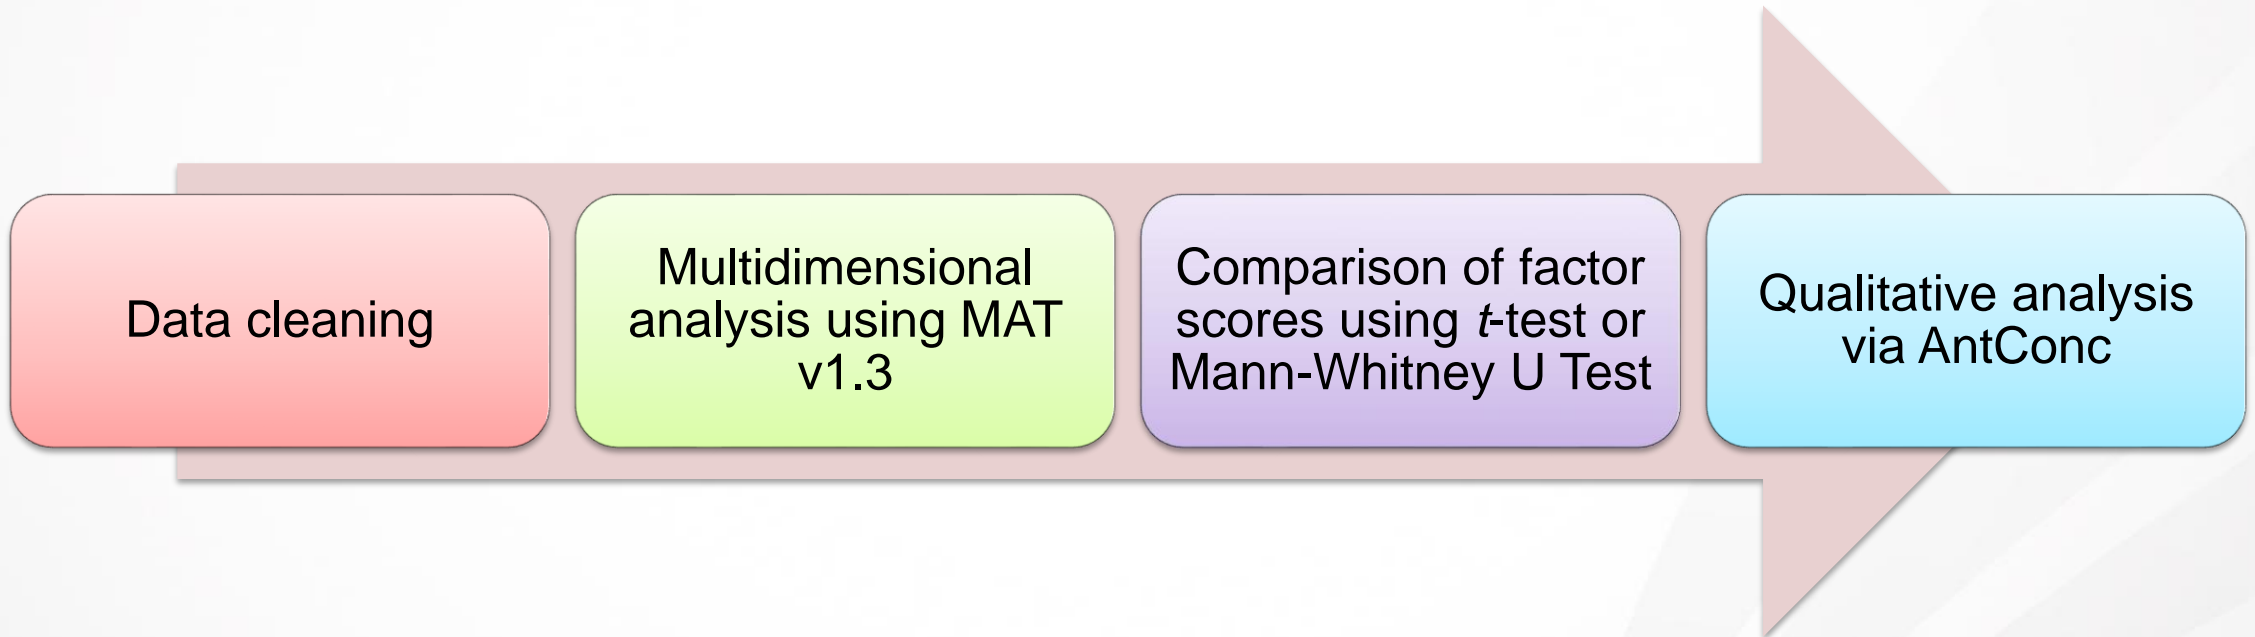 Data cleaning
Multidimensional
analysis using MAT
v1.3
Comparison of factor
scores using t-test or
Mann-Whitney U Test
Qualitative analysis
via AntConc